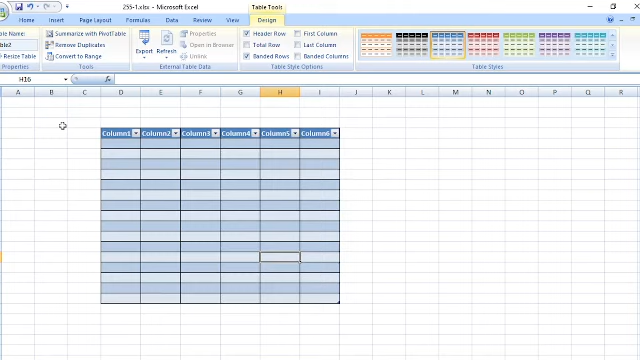 255-1.xlsx - Microsoft Excel
Table Tools
Home Insert Page Layout Formulas Data Review View Design
Table Name:
Table2
Resize Table
Properties
Summarize with PivotTable
Remove Duplicates
Convert to Range
Tools
Export Refresh
Properties
Open in Browser
Unlink
External Table Data
Header Row First Column
Total Row Last Column
Banded Rows Banded Columns
Table Style Options
Table Styles
H16 fx
A B C D E F G H I J K L M N O P Q R
Column1 Column2 Column3 Column4 Column5 Column6